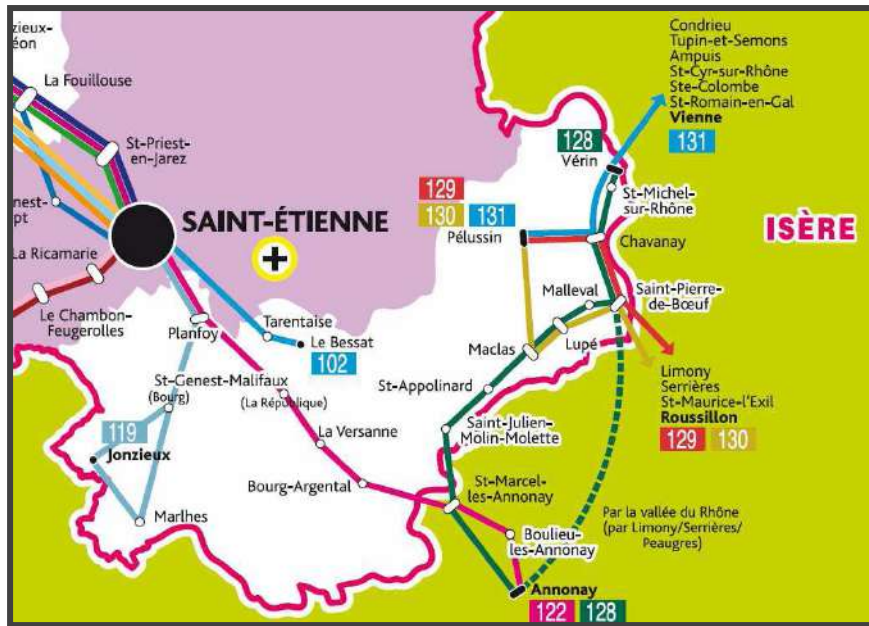 zieux-
éon
La Fouillouse
St-Priest-
en-Jarez
nest-
pt
SAINT-ÉTIENNE
La Ricamarie
Le Chambon-
Feugerolles
Planfoy
Tarentaise
Le Bessat
102
St-Genest-Malifaux
(Bourg)
(La République)
119
Jonzieux
Marlhes
La Versanne
Bourg-Argental
Condrieu
Tupin-et-Semons
Ampuis
St-Cyr-sur-Rhône
Ste-Colombe
St-Romain-en-Gal
Vienne
131
128
Vérin
129
130 131
Pélussin
St-Michel-
sur-Rhône
Chavanay
ISÈRE
Malleval
Saint-Pierre-
de-Bœuf
Maclas
Lupé
St-Appolinard
Limony
Serrières
St-Maurice-l'Exil
Roussillon
129 130
Saint-Julien-
Molin-Molette
St-Marcel-
les-Annonay
Boulieu-
les-Annonay
Par la vallée du Rhône
(par Limony/Serrières/
Peaugres)
Annonay
122 128